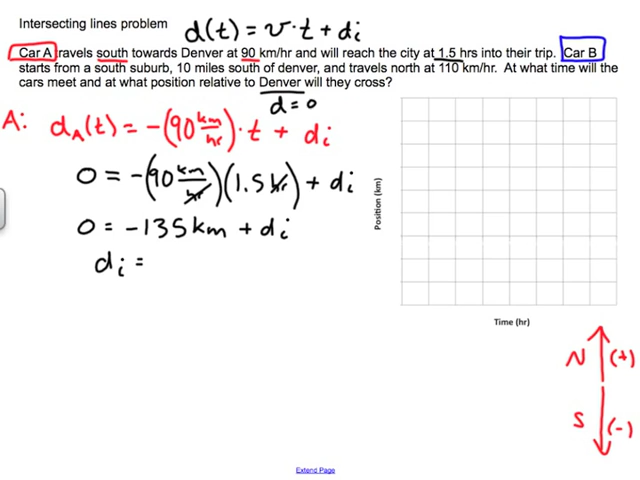 Intersecting lines problem
d(t) = v·t + di
Car A travels south towards Denver at 90 km/hr and will reach the city at 1.5 hrs into their trip. Car B
starts from a south suburb, 10 miles south of denver, and travels north at 110 km/hr. At what time will the
cars meet and at what position relative to Denver will they cross?
d = 0
A: dA(t) = -(90 km/hr)·t + di
0 = -(90 km/hr)(1.5 hr) + di
0 = -135 km + di
di =
Position (km)
Time (hr)
N (+)
S (-)
Extend Page